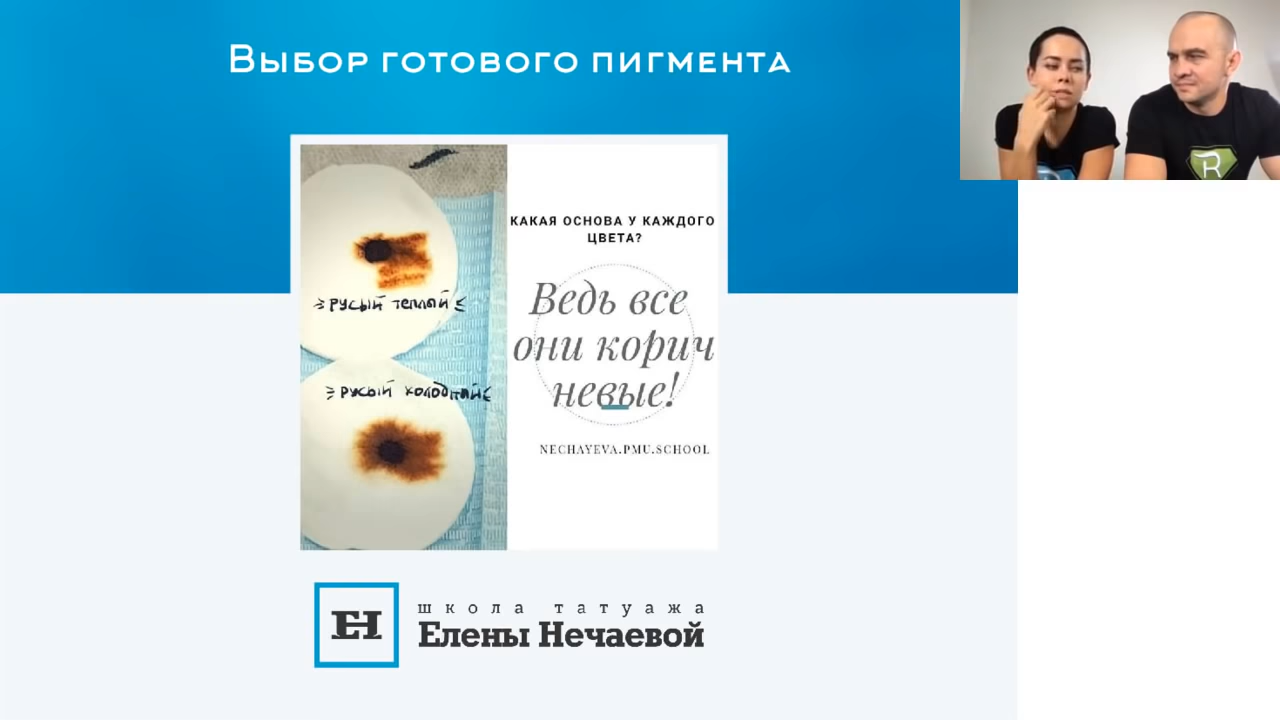 Выбор готового пигмента
русый теплый
русый холодный
КАКАЯ ОСНОВА У КАЖДОГО
ЦВЕТА?
Ведь все
они корич
невые!
NECHAYEVA.PMU.SCHOOL
ЕН
школа татуажа
Елены Нечаевой
R